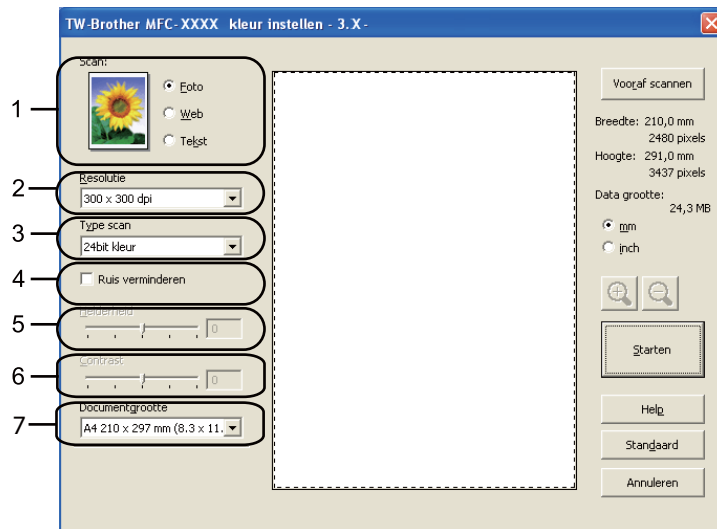 TW-Brother MFC-XXXX kleur instellen - 3.X -
Scan:
1
Foto
Web
Tekst
2
Resolutie
300 x 300 dpi
3
Type scan
24bit kleur
4
Ruis verminderen
5
Helderheid
0
6
Contrast
0
7
Documentgrootte
A4 210 x 297 mm (8.3 x 11.
Vooraf scannen
Breedte: 210,0 mm
2480 pixels
Hoogte: 291,0 mm
3437 pixels
Data grootte:
24,3 MB
mm
inch
Starten
Help
Standaard
Annuleren